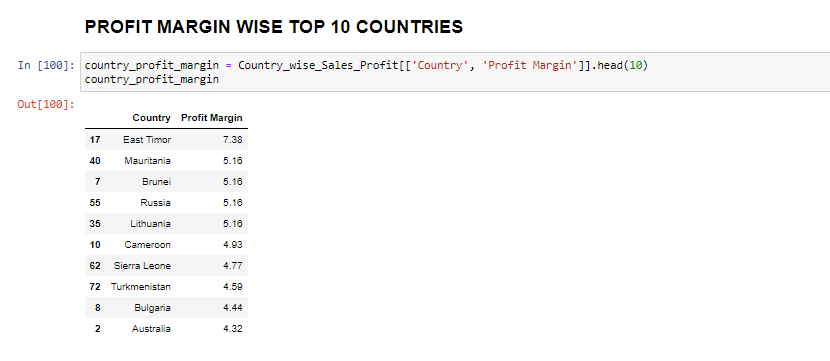 PROFIT MARGIN WISE TOP 10 COUNTRIES
In [100]: country_profit_margin = Country_wise_Sales_Profit[['Country', 'Profit Margin']].head(10)
country_profit_margin
Out[100]:
Country Profit Margin
17 East Timor 7.38
40 Mauritania 5.16
7 Brunei 5.16
55 Russia 5.16
35 Lithuania 5.16
10 Cameroon 4.93
62 Sierra Leone 4.77
72 Turkmenistan 4.59
8 Bulgaria 4.44
2 Australia 4.32